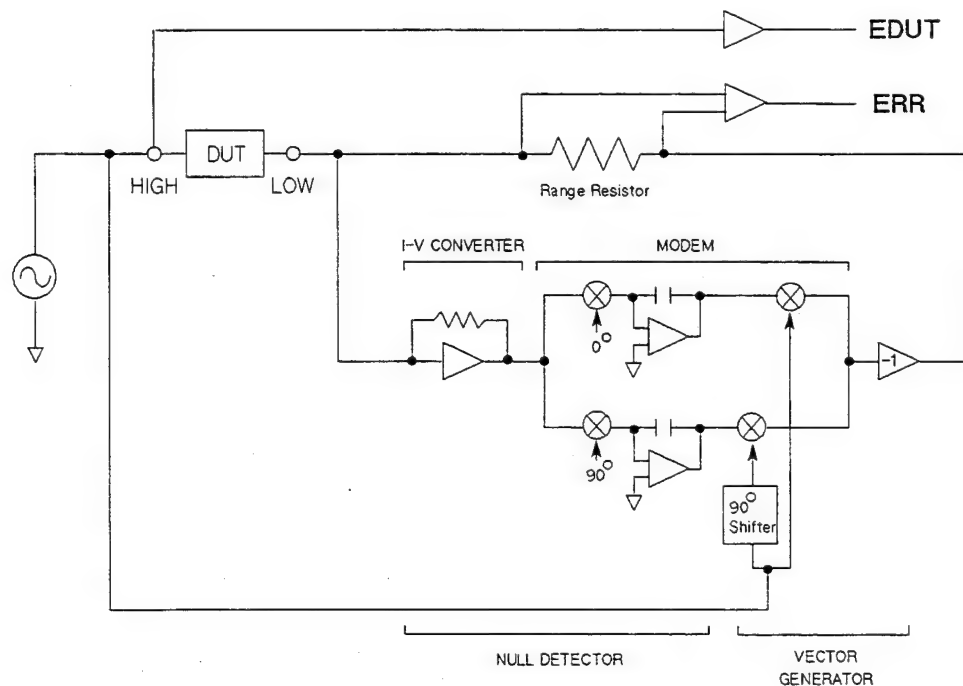 EDUT
ERR
DUT
HIGH
LOW
Range Resistor
I-V CONVERTER
MODEM
0°
-1
90°
90°
Shifter
NULL DETECTOR
VECTOR
GENERATOR